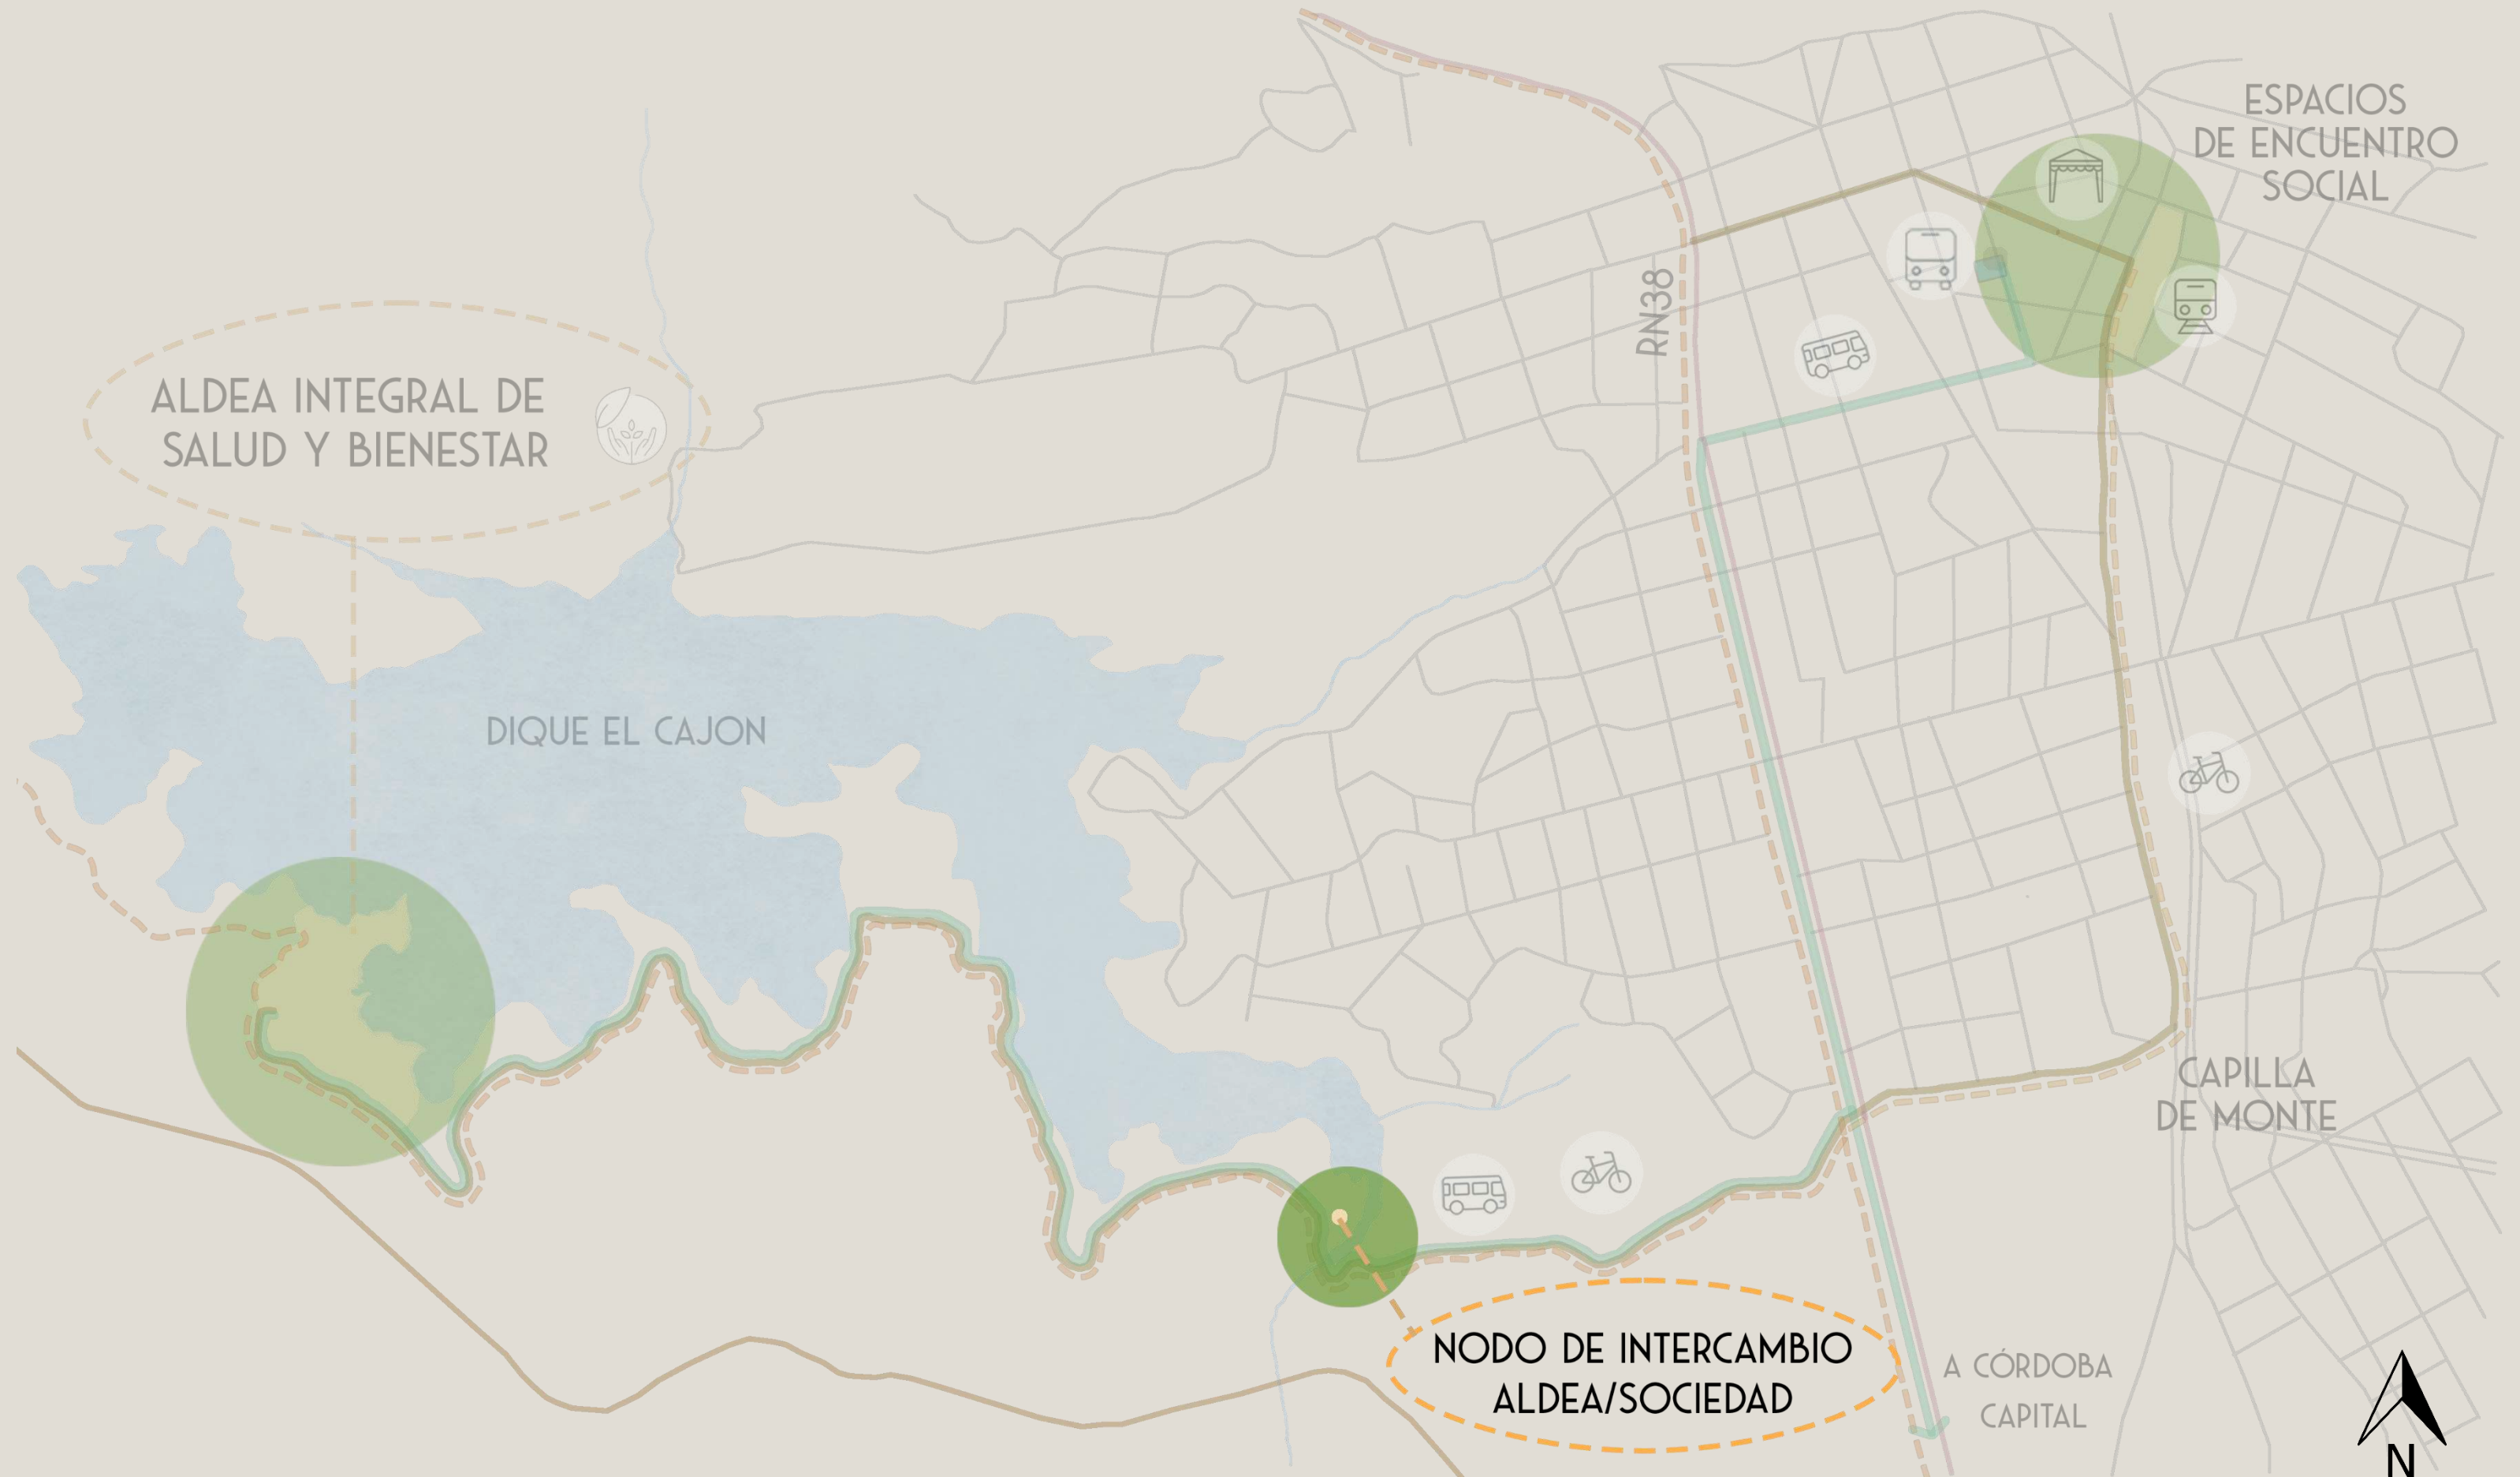 ESPACIOS
DE ENCUENTRO
SOCIAL
RN38
ALDEA INTEGRAL DE
SALUD Y BIENESTAR
DIQUE EL CAJON
CAPILLA
DE MONTE
NODO DE INTERCAMBIO
ALDEA/SOCIEDAD
A CÓRDOBA
CAPITAL
N